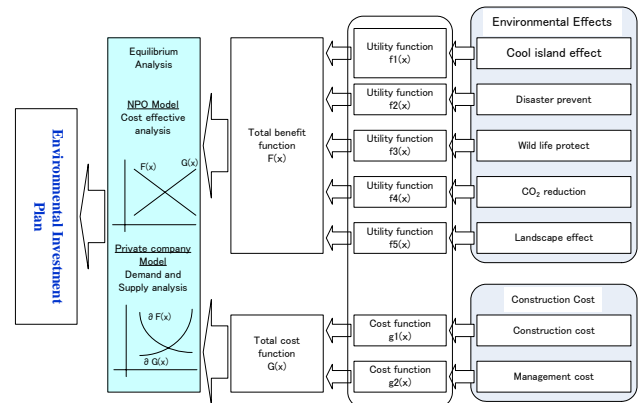 Environmental Investment
Plan
Equilibrium
Analysis
NPO Model
Cost effective
analysis
F(x)
G(x)
Private company
Model
Demand and
Supply analysis
∂ F(x)
∂ G(x)
Total benefit
function
F(x)
Total cost
function
G(x)
Utility function
f1(x)
Utility function
f2(x)
Utility function
f3(x)
Utility function
f4(x)
Utility function
f5(x)
Cost function
g1(x)
Cost function
g2(x)
Environmental Effects
Cool island effect
Disaster prevent
Wild life protect
CO₂ reduction
Landscape effect
Construction Cost
Construction cost
Management cost